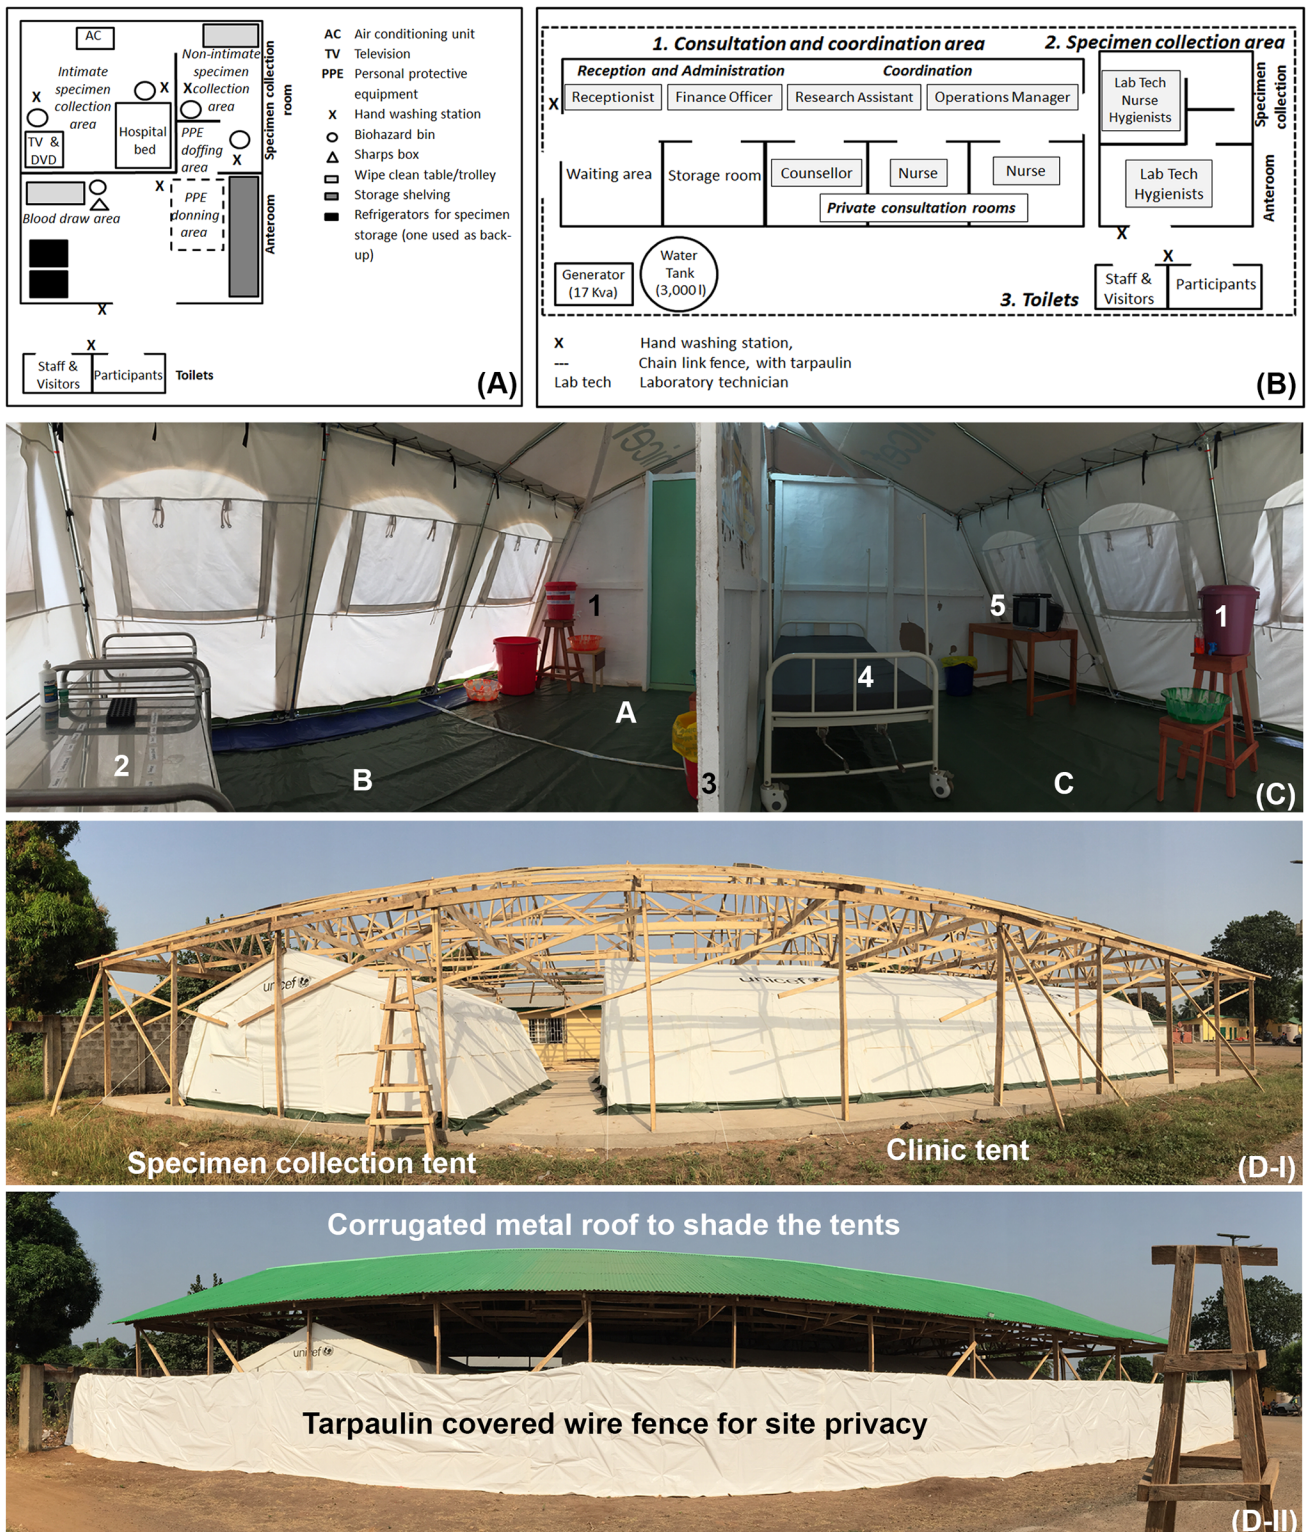 AC
Intimate
specimen
collection
area
Non-intimate
specimen
collection
area
X
X
X
TV &
DVD
Hospital
bed
PPE
doffing
area
X
Specimen collection
room
X
Blood draw area
PPE
donning
area
Anteroom
X
X
Staff &
Visitors
Participants
Toilets
AC Air conditioning unit
TV Television
PPE Personal protective
equipment
X Hand washing station
Biohazard bin
Sharps box
Wipe clean table/trolley
Storage shelving
Refrigerators for specimen
storage (one used as back-
up)
(A)
1. Consultation and coordination area
2. Specimen collection area
Reception and Administration
Coordination
X
Receptionist
Finance Officer
Research Assistant
Operations Manager
Lab Tech
Nurse
Hygienists
Specimen
collection
Waiting area
Storage room
Counsellor
Nurse
Nurse
Private consultation rooms
Lab Tech
Hygienists
Anteroom
X
X
Generator
(17 Kva)
Water
Tank
(3,000 l)
3. Toilets
Staff &
Visitors
Participants
X Hand washing station,
--- Chain link fence, with tarpaulin
Lab tech Laboratory technician
(B)
1
5
1
4
A
2
B
3
C
(C)
unicef
unicef
Specimen collection tent
Clinic tent
(D-I)
Corrugated metal roof to shade the tents
unicef
Tarpaulin covered wire fence for site privacy
(D-II)